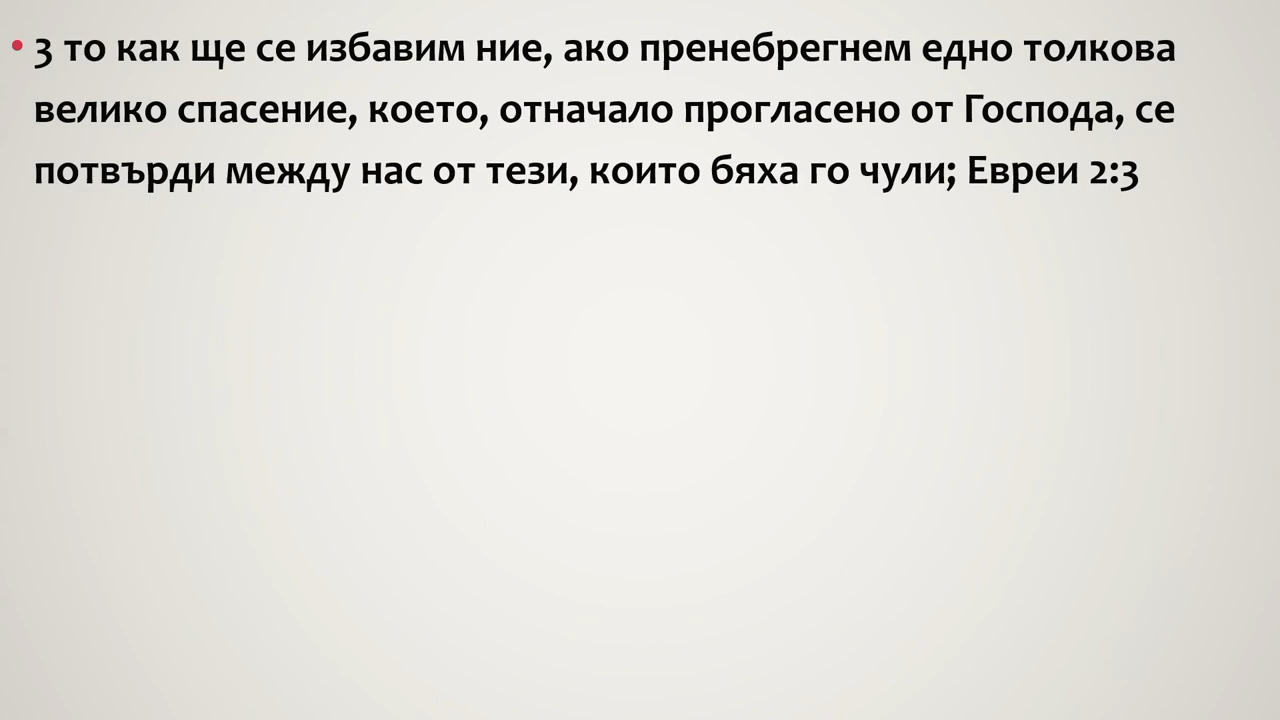 • 3 то как ще се избавим ние, ако пренебрегнем едно толкова
велико спасение, което, отначало прогласено от Господа, се
потвърди между нас от тези, които бяха го чули; Евреи 2:3